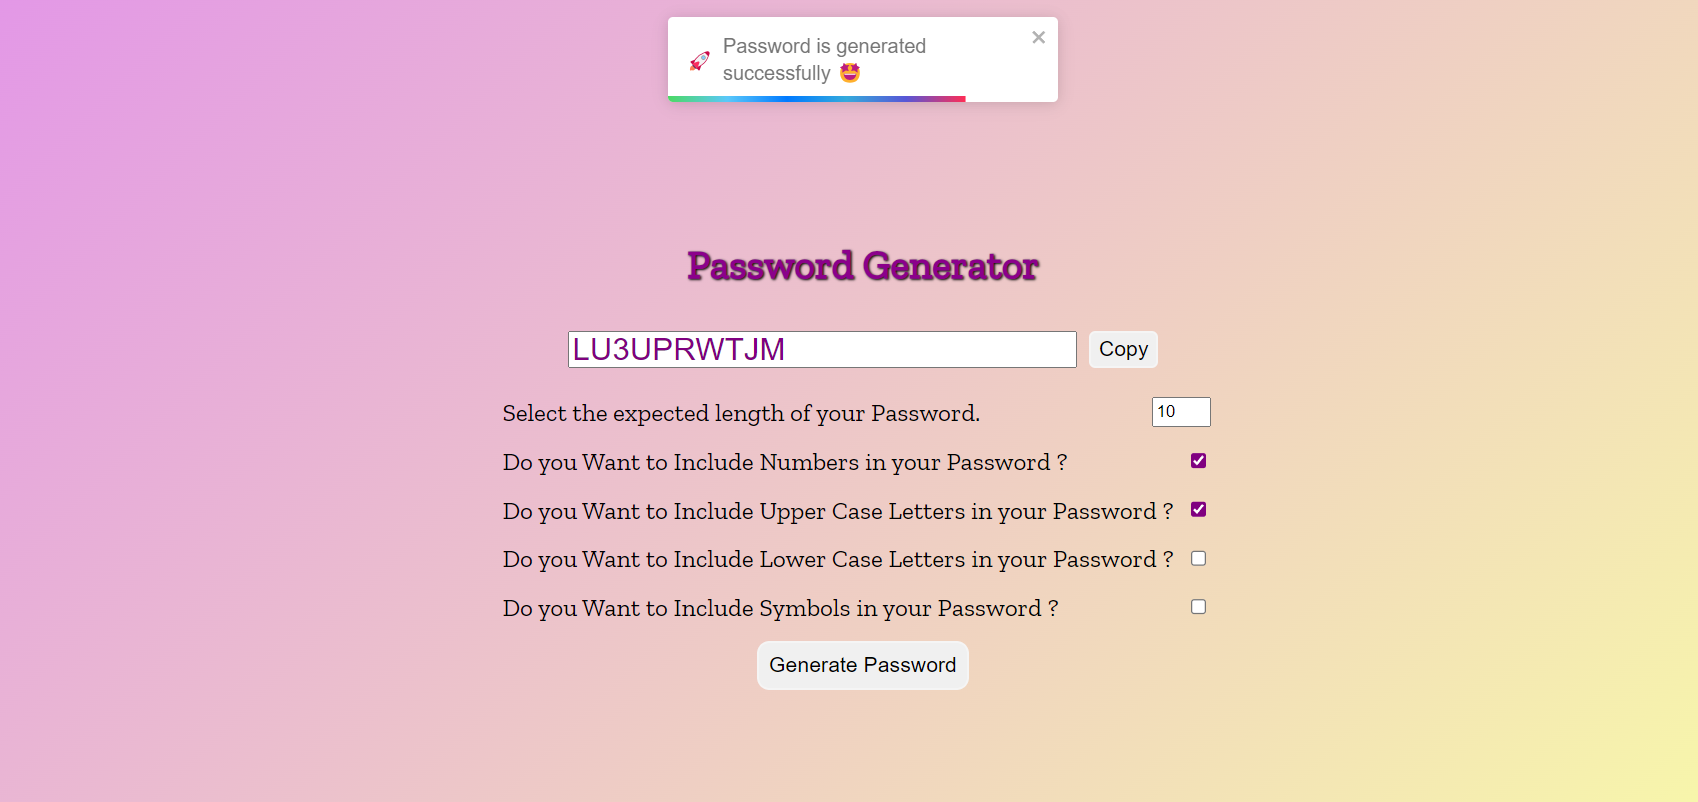 Password is generated
successfully 🤩
Password Generator
LU3UPRWTJM
Copy
Select the expected length of your Password.
10
Do you Want to Include Numbers in your Password ?
Do you Want to Include Upper Case Letters in your Password ?
Do you Want to Include Lower Case Letters in your Password ?
Do you Want to Include Symbols in your Password ?
Generate Password